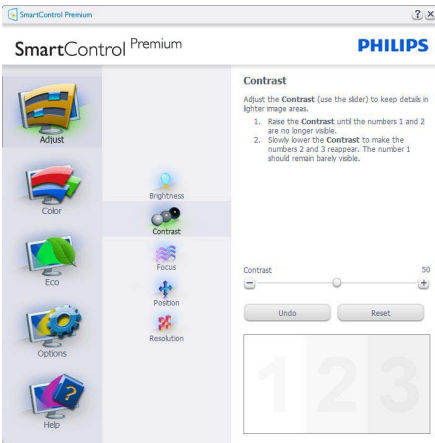 SmartControl Premium
? X
SmartControl Premium
PHILIPS
Adjust
Color
Eco
Options
Help
Brightness
Contrast
Focus
Position
Resolution
Contrast
Adjust the Contrast (use the slider) to keep details in
lighter image areas.
1. Raise the Contrast until the numbers 1 and 2
are no longer visible.
2. Slowly lower the Contrast to make the
numbers 2 and 3 reappear. The number 1
should remain barely visible.
Contrast 50
Undo Reset
1 2 3